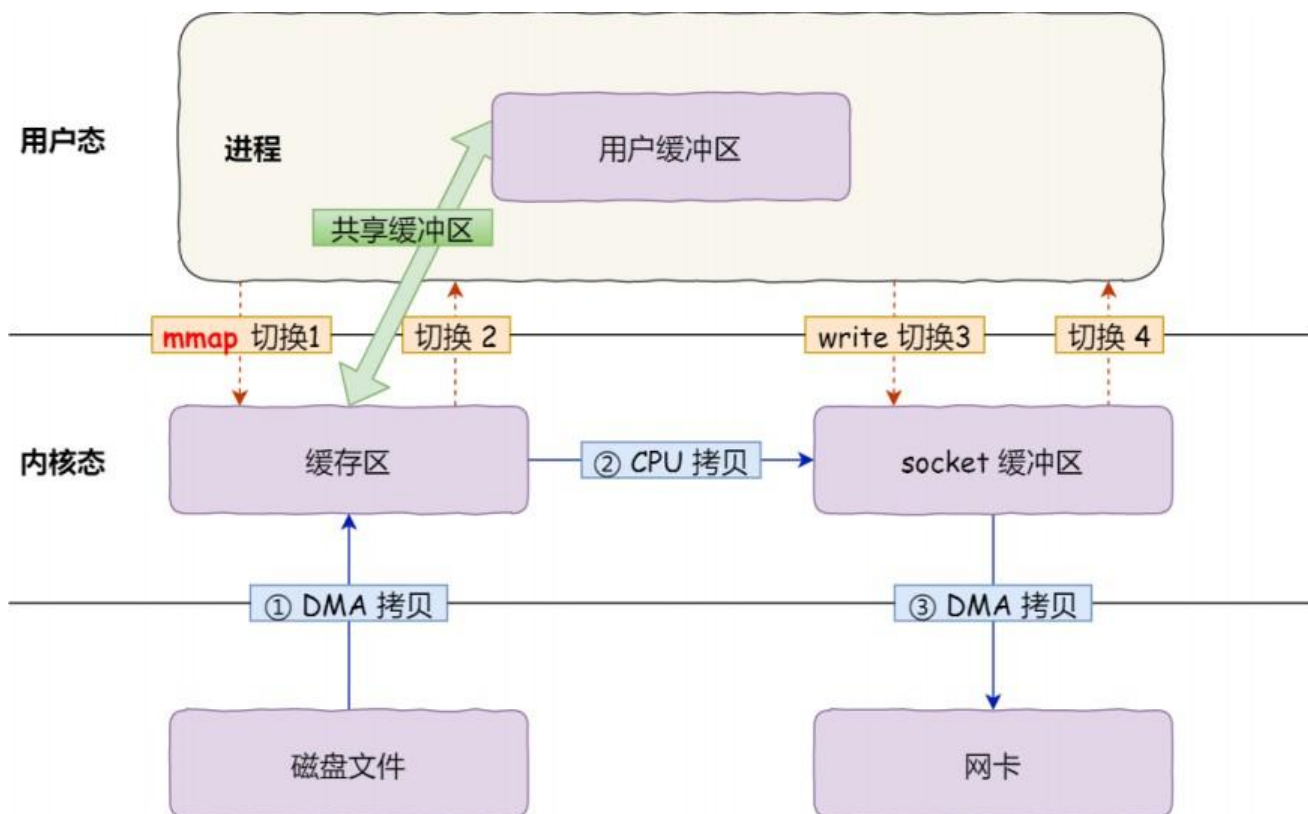 用户态
进程
用户缓冲区
共享缓冲区
mmap 切换1
切换 2
write 切换3
切换 4
内核态
缓存区
② CPU 拷贝
socket 缓冲区
① DMA 拷贝
③ DMA 拷贝
磁盘文件
网卡